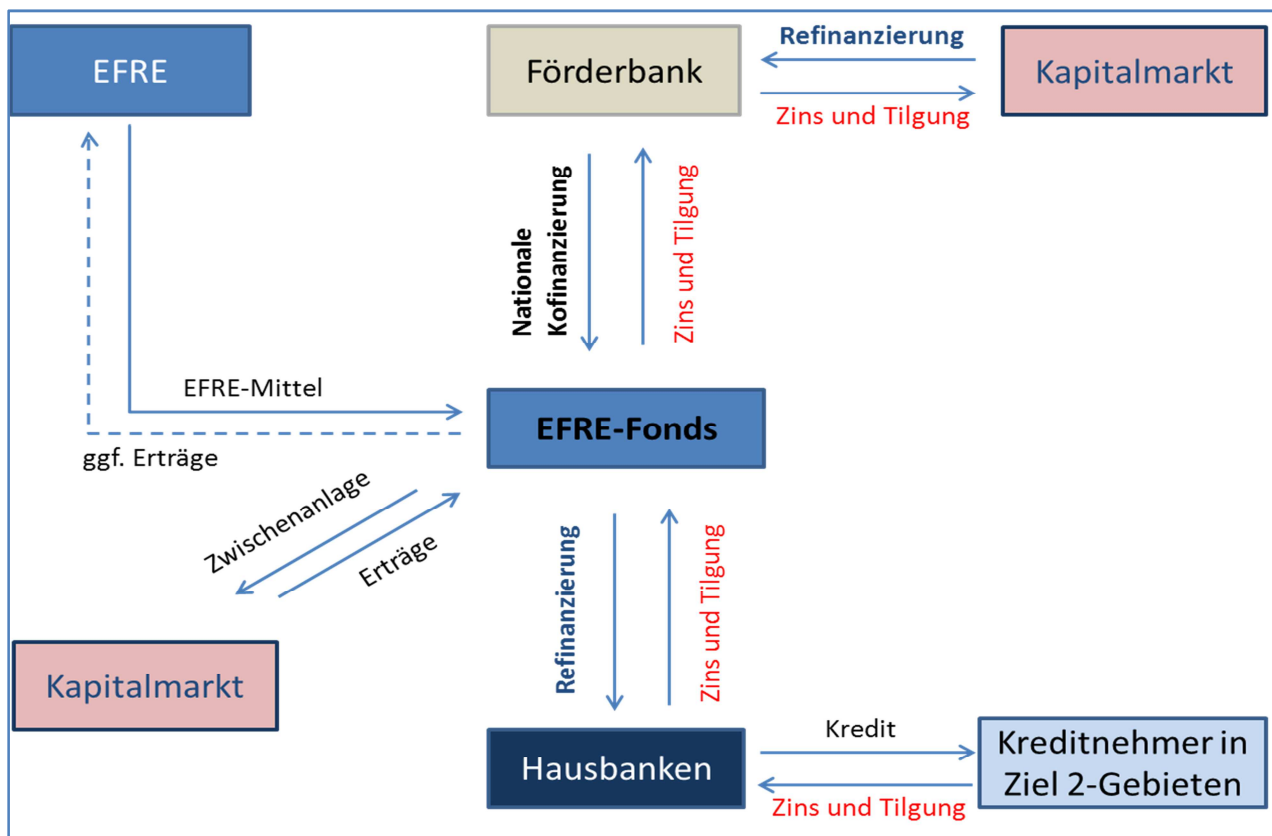 EFRE
Förderbank
Refinanzierung
Kapitalmarkt
Zins und Tilgung
Nationale
Kofinanzierung
Zins und Tilgung
EFRE-Mittel
EFRE-Fonds
ggf. Erträge
Zwischenanlage
Erträge
Refinanzierung
Zins und Tilgung
Kapitalmarkt
Hausbanken
Kredit
Zins und Tilgung
Kreditnehmer in
Ziel 2-Gebieten